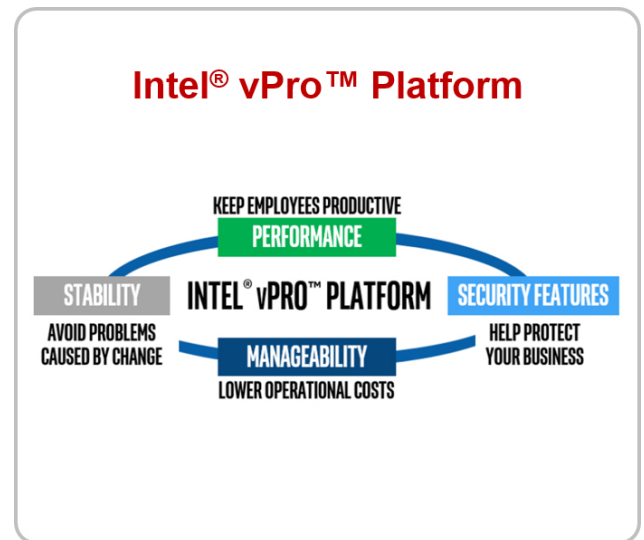 Intel® vPro™ Platform
KEEP EMPLOYEES PRODUCTIVE
PERFORMANCE
STABILITY
INTEL® vPRO™ PLATFORM
SECURITY FEATURES
AVOID PROBLEMS
CAUSED BY CHANGE
HELP PROTECT
YOUR BUSINESS
MANAGEABILITY
LOWER OPERATIONAL COSTS